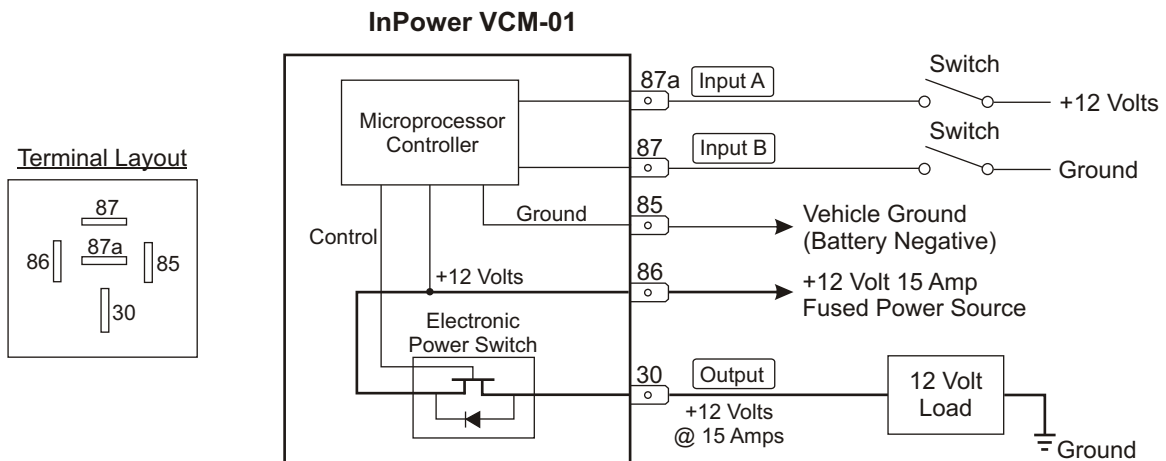 InPower VCM-01
Terminal Layout
87
87a
86
85
30
Microprocessor
Controller
Control
Ground
+12 Volts
Electronic
Power Switch
87a
Input A
Switch
+12 Volts
87
Input B
Switch
Ground
85
Vehicle Ground
(Battery Negative)
86
+12 Volt 15 Amp
Fused Power Source
30
Output
+12 Volts
@ 15 Amps
12 Volt
Load
Ground